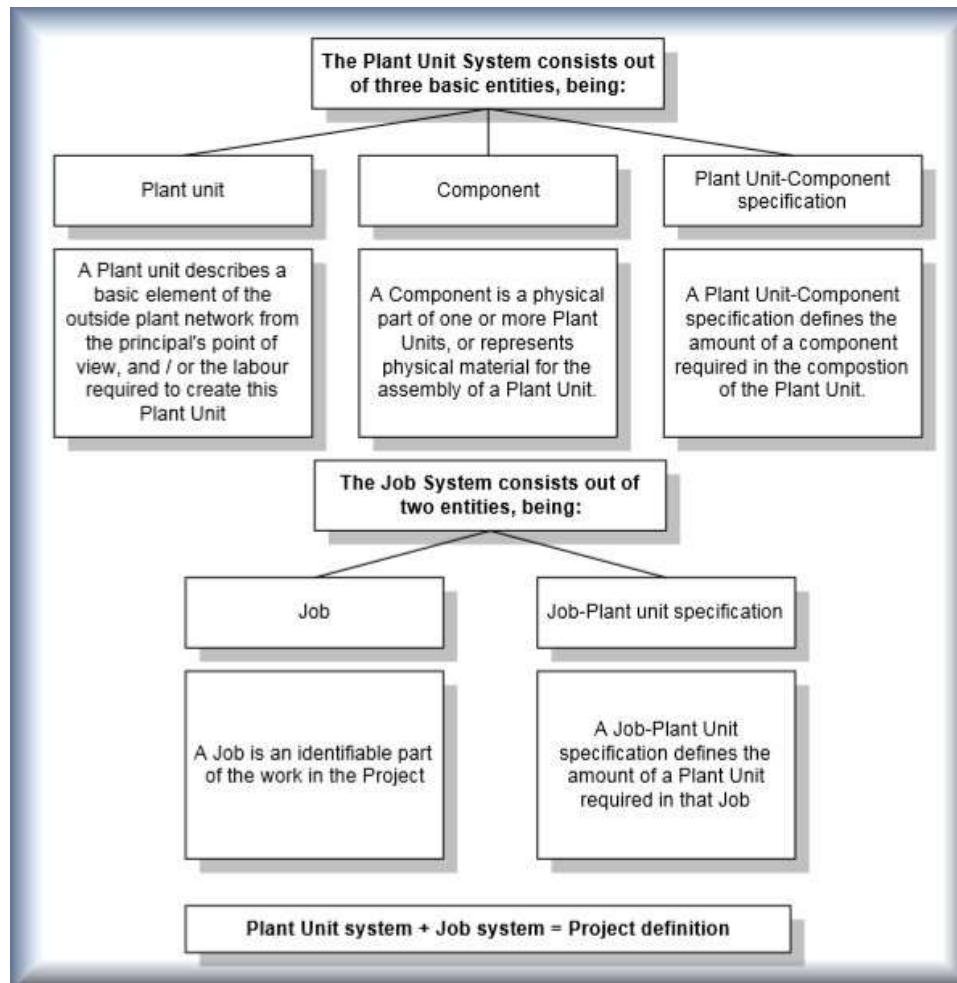 The Plant Unit System consists out
of three basic entities, being:
Plant unit
Component
Plant Unit-Component
specification
A Plant unit describes a
basic element of the
outside plant network from
the principal's point of
view, and / or the labour
required to create this
Plant Unit
A Component is a physical
part of one or more Plant
Units, or represents
physical material for the
assembly of a Plant Unit.
A Plant Unit-Component
specification defines the
amount of a component
required in the compostion
of the Plant Unit.
The Job System consists out of
two entities, being:
Job
Job-Plant unit specification
A Job is an identifiable part
of the work in the Project
A Job-Plant Unit
specification defines the
amount of a Plant Unit
required in that Job
Plant Unit system + Job system = Project definition